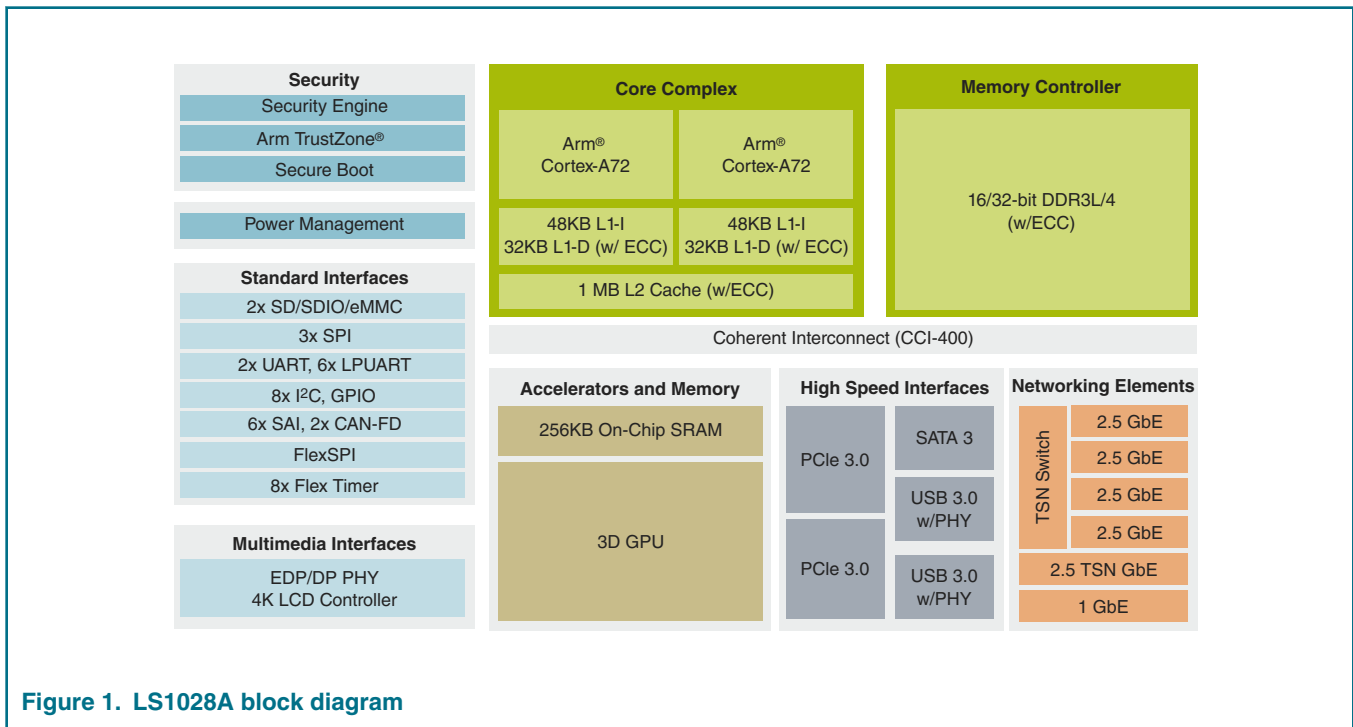 Security
Security Engine
Arm TrustZone®
Secure Boot
Power Management
Standard Interfaces
2x SD/SDIO/eMMC
3x SPI
2x UART, 6x LPUART
8x I²C, GPIO
6x SAI, 2x CAN-FD
FlexSPI
8x Flex Timer
Multimedia Interfaces
EDP/DP PHY
4K LCD Controller
Core Complex
Arm®
Cortex-A72
Arm®
Cortex-A72
48KB L1-I
32KB L1-D (w/ ECC)
48KB L1-I
32KB L1-D (w/ ECC)
1 MB L2 Cache (w/ECC)
Memory Controller
16/32-bit DDR3L/4
(w/ECC)
Coherent Interconnect (CCI-400)
Accelerators and Memory
256KB On-Chip SRAM
3D GPU
High Speed Interfaces
PCIe 3.0
PCIe 3.0
SATA 3
USB 3.0
w/PHY
USB 3.0
w/PHY
Networking Elements
TSN Switch
2.5 GbE
2.5 GbE
2.5 GbE
2.5 GbE
2.5 TSN GbE
1 GbE
Figure 1. LS1028A block diagram